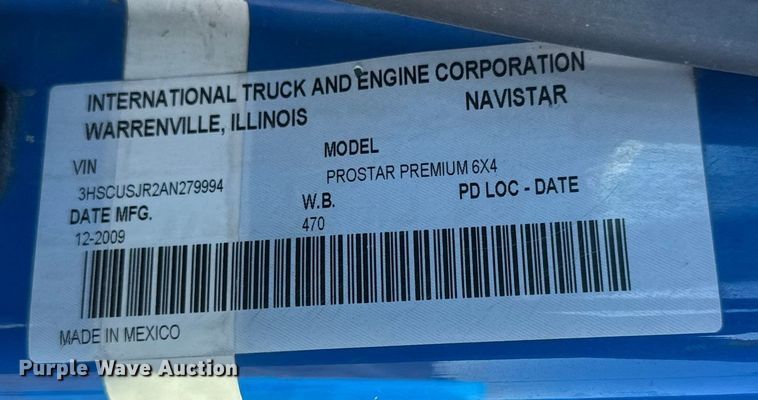 INTERNATIONAL TRUCK AND ENGINE CORPORATION
WARRENVILLE, ILLINOIS NAVISTAR
VIN MODEL
3HSCUSJR2AN279994 PROSTAR PREMIUM 6X4
DATE MFG. W.B. PD LOC - DATE
12-2009 470
MADE IN MEXICO
Purple Wave Auction